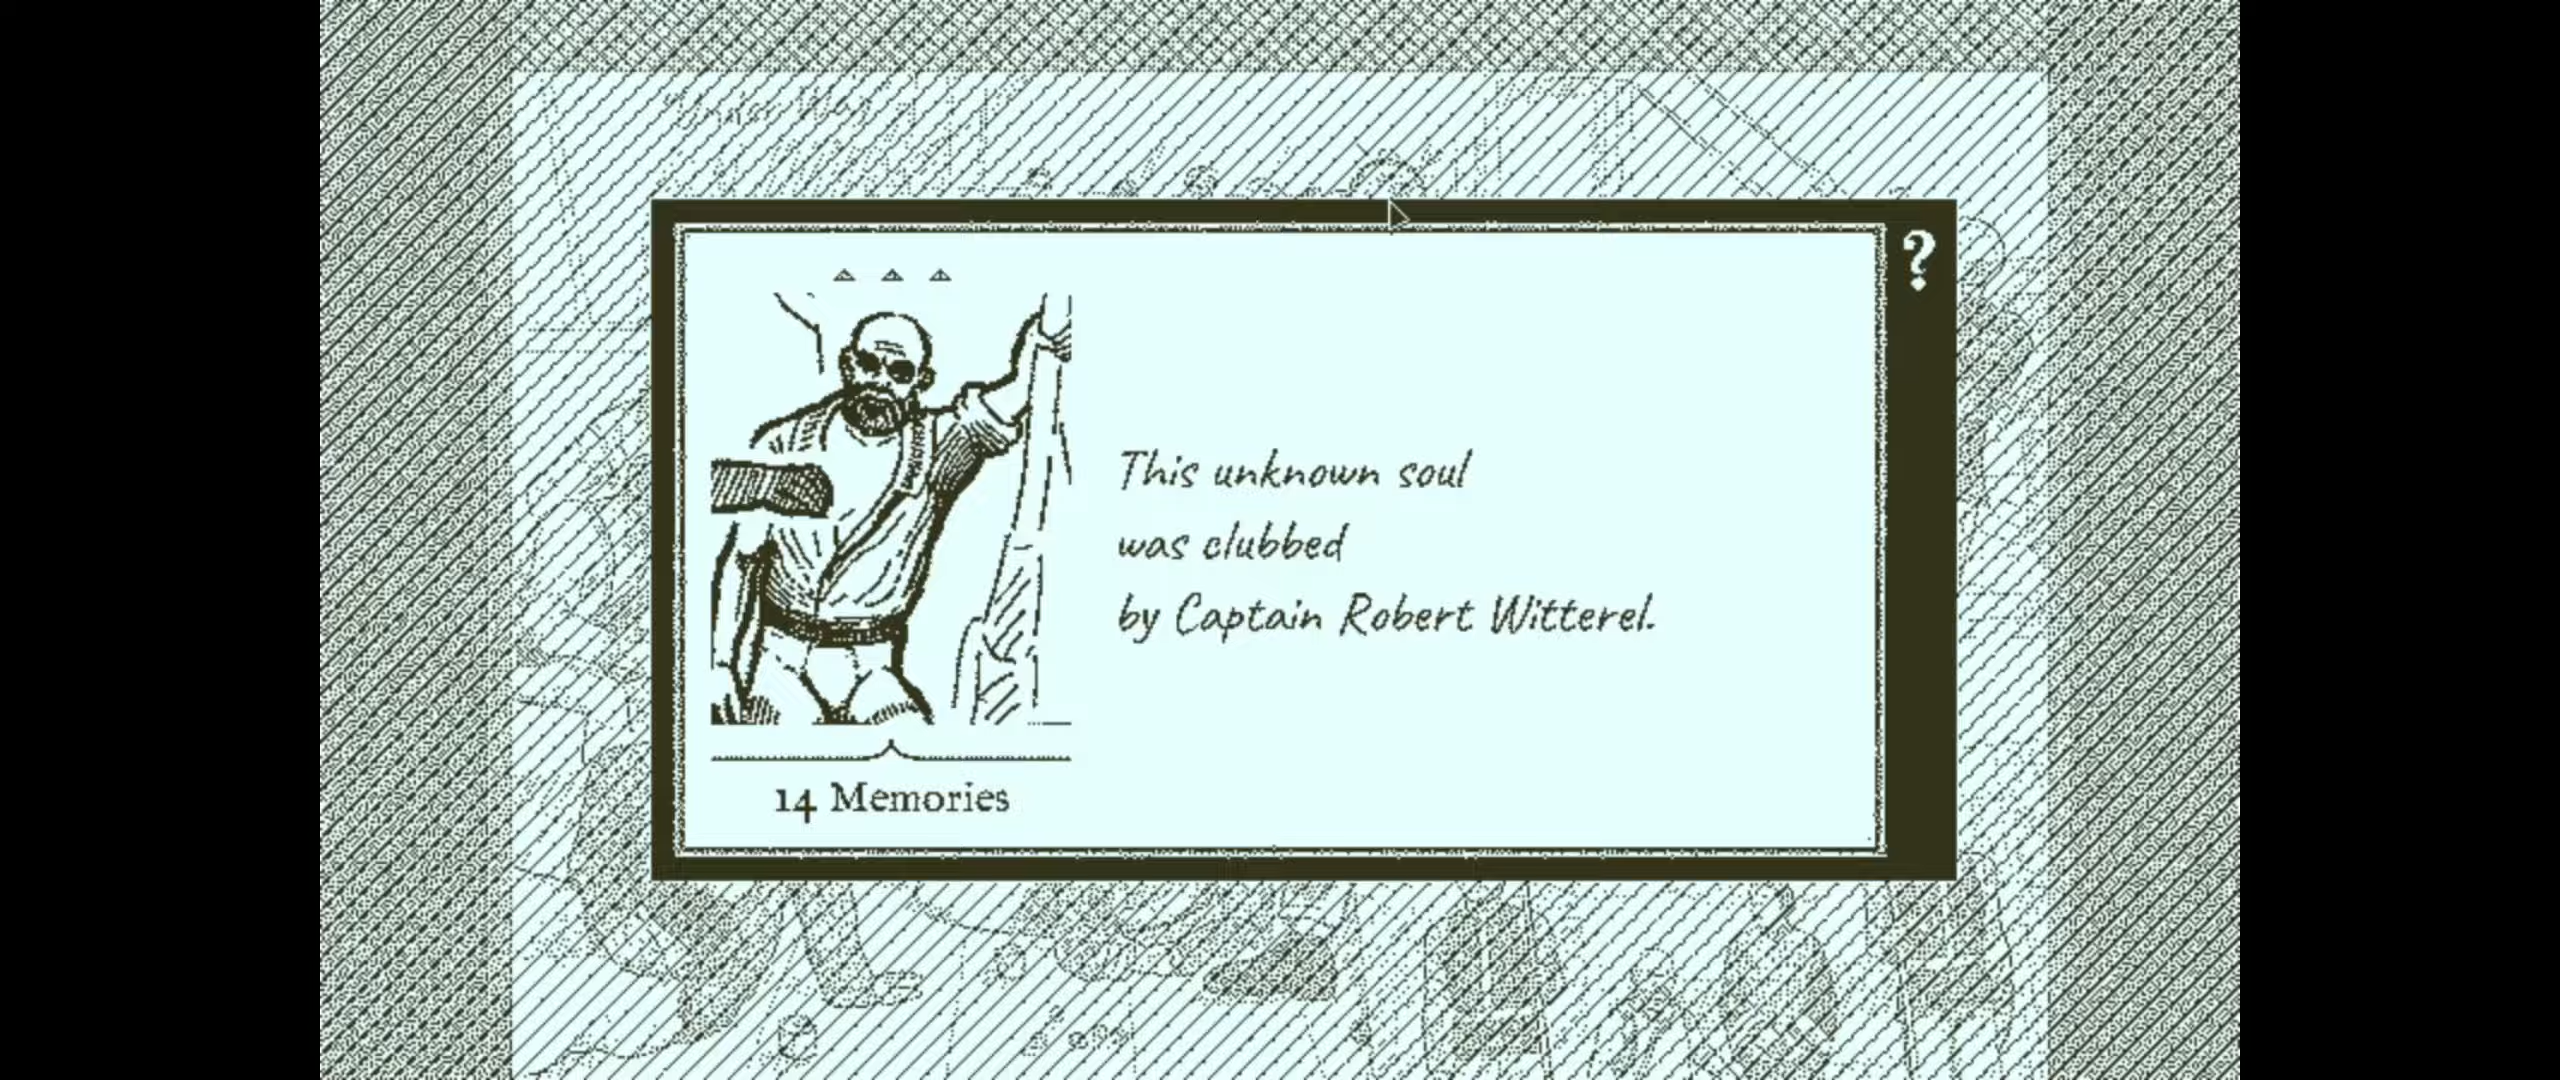 ?
This unknown soul
was clubbed
by Captain Robert Witterel.
14 Memories